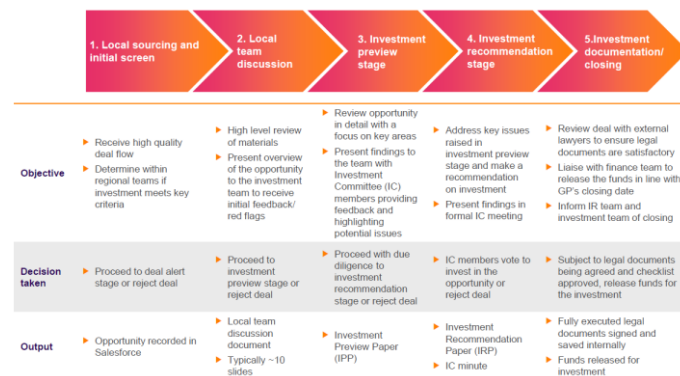 1. Local sourcing and
initial screen
2. Local
team
discussion
3. Investment
preview
stage
4. Investment
recommendation
stage
5.Investment
documentation/
closing
Objective
Receive high quality
deal flow
Determine within
regional teams if
investment meets key
criteria
High level review
of materials
Present overview
of the opportunity
to the investment
team to receive
initial feedback/
red flags
Review opportunity
in detail with a
focus on key areas
Present findings to
the team with
Investment
Committee (IC)
members providing
feedback and
highlighting
potential issues
Address key issues
raised in
investment preview
stage and make a
recommendation
on investment
Present findings in
formal IC meeting
Review deal with external
lawyers to ensure legal
documents are satisfactory
Liaise with finance team to
release the funds in line with
GP's closing date
Inform IR team and
investment team of closing
Decision
taken
Proceed to deal alert
stage or reject deal
Proceed to
investment
preview stage or
reject deal
Proceed with due
diligence to
investment
recommendation
stage or reject deal
IC members vote to
invest in the
opportunity or
reject deal
Subject to legal documents
being agreed and checklist
approved, release funds for
the investment
Output
Opportunity recorded in
Salesforce
Local team
discussion
document
Typically ~10
slides
Investment
Preview Paper
(IPP)
Investment
Recommendation
Paper (IRP)
IC minute
Fully executed legal
documents signed and
saved internally
Funds released for
investment